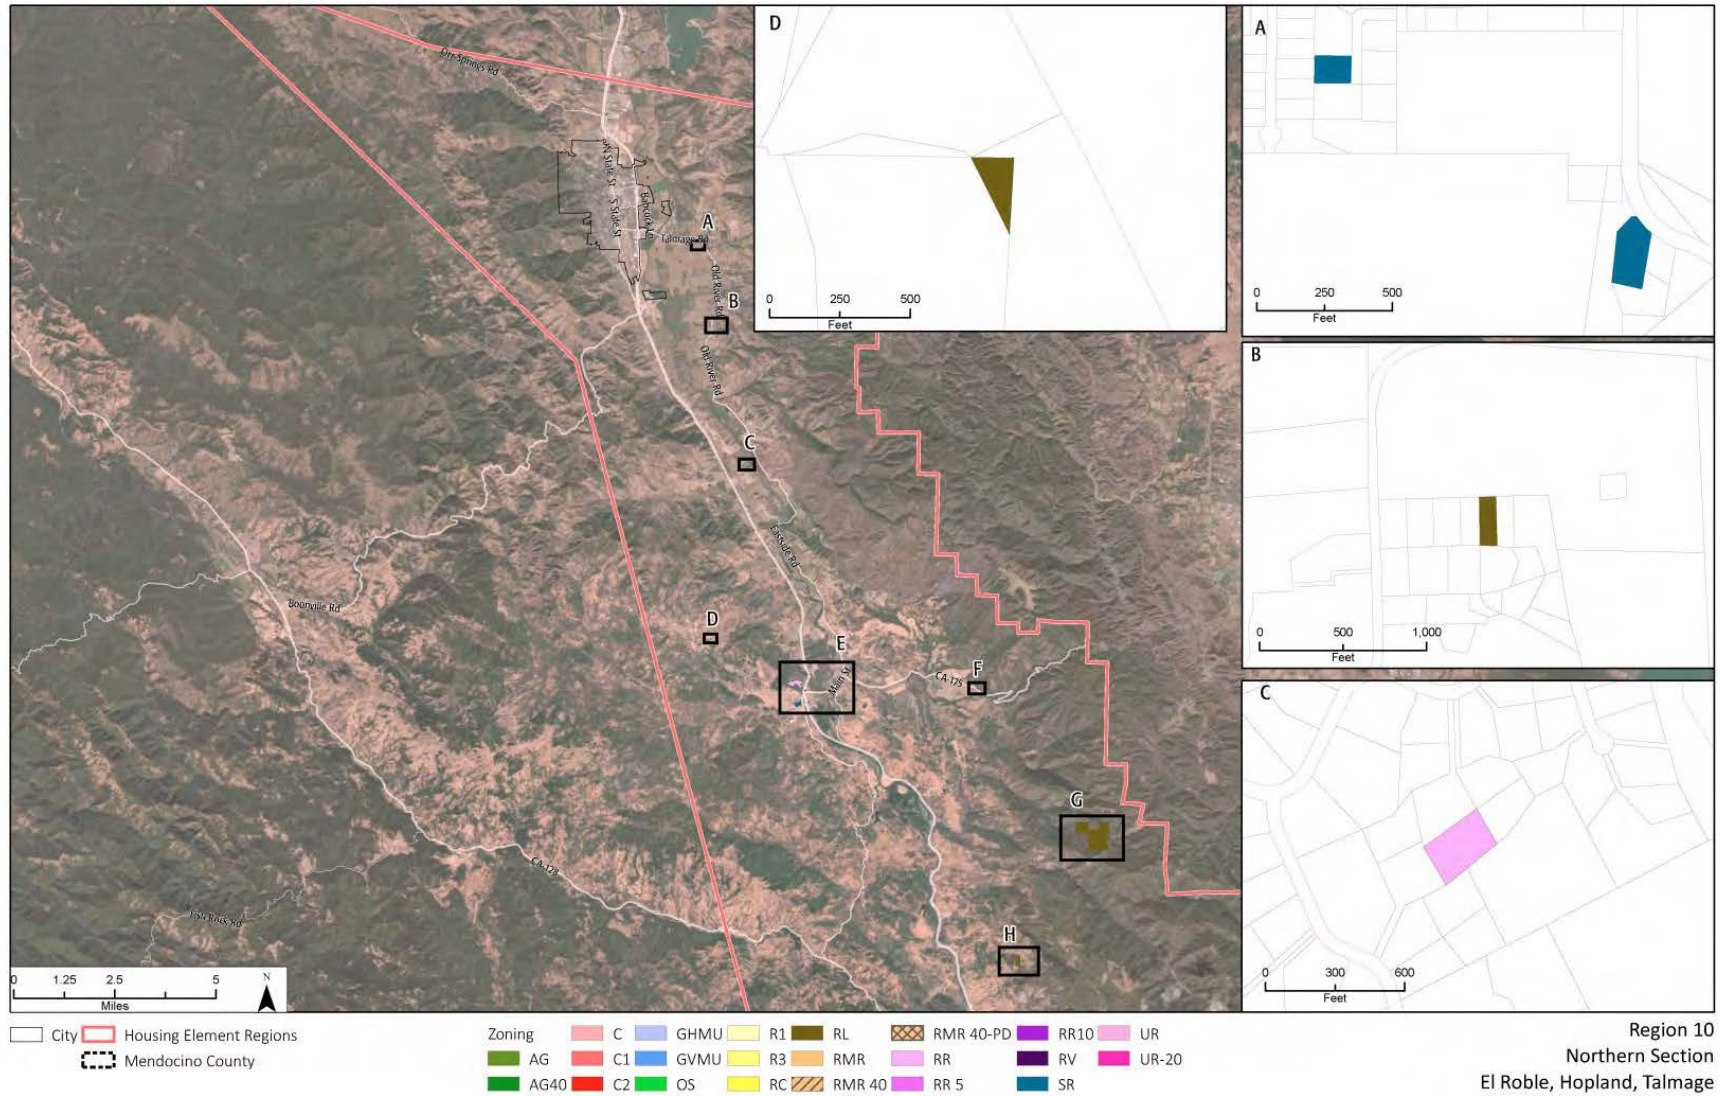 Orr Springs Rd
N State St
S State St
Babcock Ln
A
Talmage Rd
Old River Rd
B
Old River Rd
C
Eastside Rd
Boonville Rd
D
E
Main St
CA-175
F
G
CA-128
Fish Rock Rd
H
0 1.25 2.5 5
Miles
N
D
0 250 500
Feet
A
0 250 500
Feet
B
0 500 1,000
Feet
C
0 300 600
Feet
City
Housing Element Regions
Mendocino County
Zoning
AG
AG40
C
C1
C2
GHMU
GVMU
OS
R1
R3
RC
RL
RMR
RMR 40
RMR 40-PD
RR
RR 5
RR10
RV
SR
UR
UR-20
Region 10
Northern Section
El Roble, Hopland, Talmage